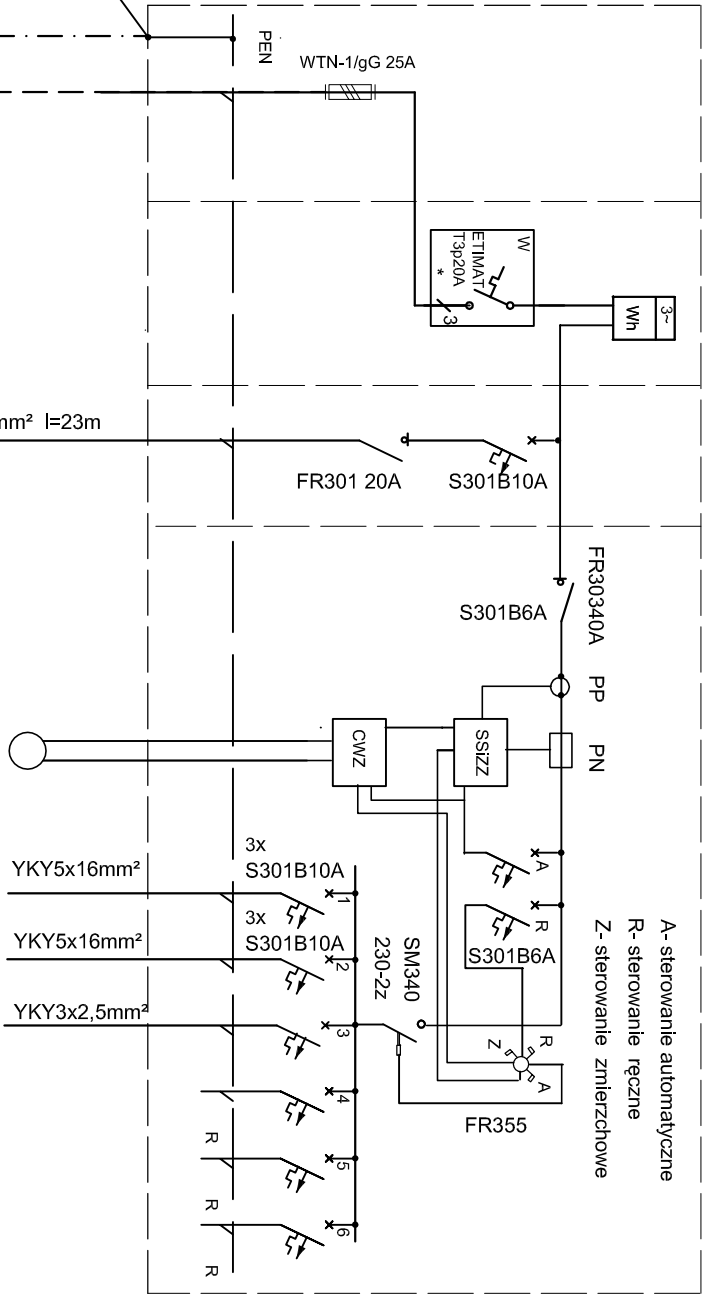 PEN
WTN-1/gG 25A
W
ETIMAT
T3p20A
*
3
3~
Wh
mm² l=23m
FR301 20A
S301B10A
FR30340A
S301B6A
PP
PN
SSiZZ
CWZ
A
R
S301B6A
3x
S301B10A
1
YKY5x16mm²
3x
S301B10A
2
YKY5x16mm²
3
YKY3x2,5mm²
4
R
5
R
6
R
SM340
230-2z
R
Z
A
FR355
A- sterowanie automatyczne
R- sterowanie ręczne
Z- sterowanie zmierzchowe